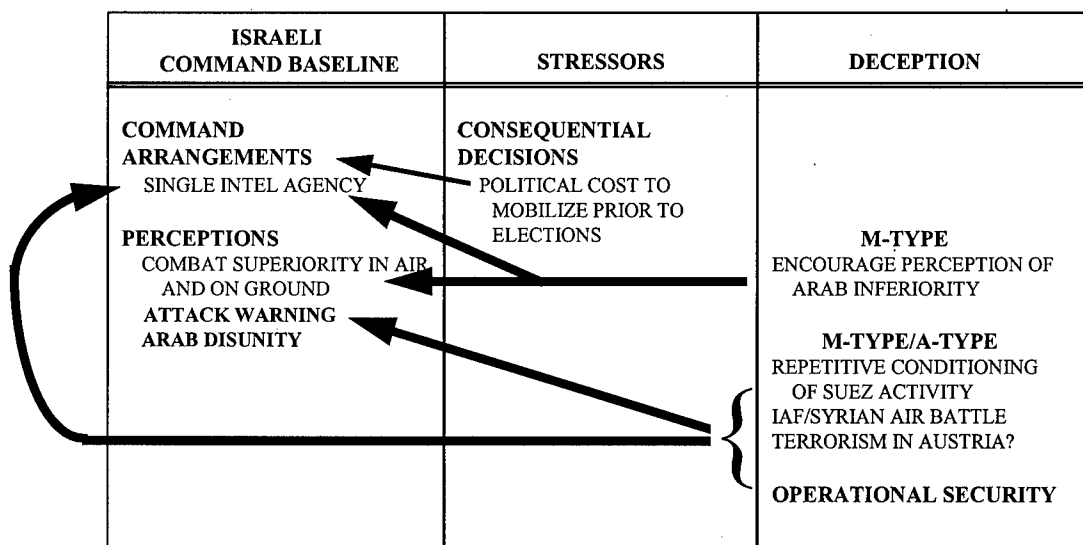 ISRAELI
COMMAND BASELINE
STRESSORS
DECEPTION
COMMAND
ARRANGEMENTS
SINGLE INTEL AGENCY
PERCEPTIONS
COMBAT SUPERIORITY IN AIR
AND ON GROUND
ATTACK WARNING
ARAB DISUNITY
CONSEQUENTIAL
DECISIONS
POLITICAL COST TO
MOBILIZE PRIOR TO
ELECTIONS
M-TYPE
ENCOURAGE PERCEPTION OF
ARAB INFERIORITY
M-TYPE/A-TYPE
REPETITIVE CONDITIONING
OF SUEZ ACTIVITY
IAF/SYRIAN AIR BATTLE
TERRORISM IN AUSTRIA?
OPERATIONAL SECURITY